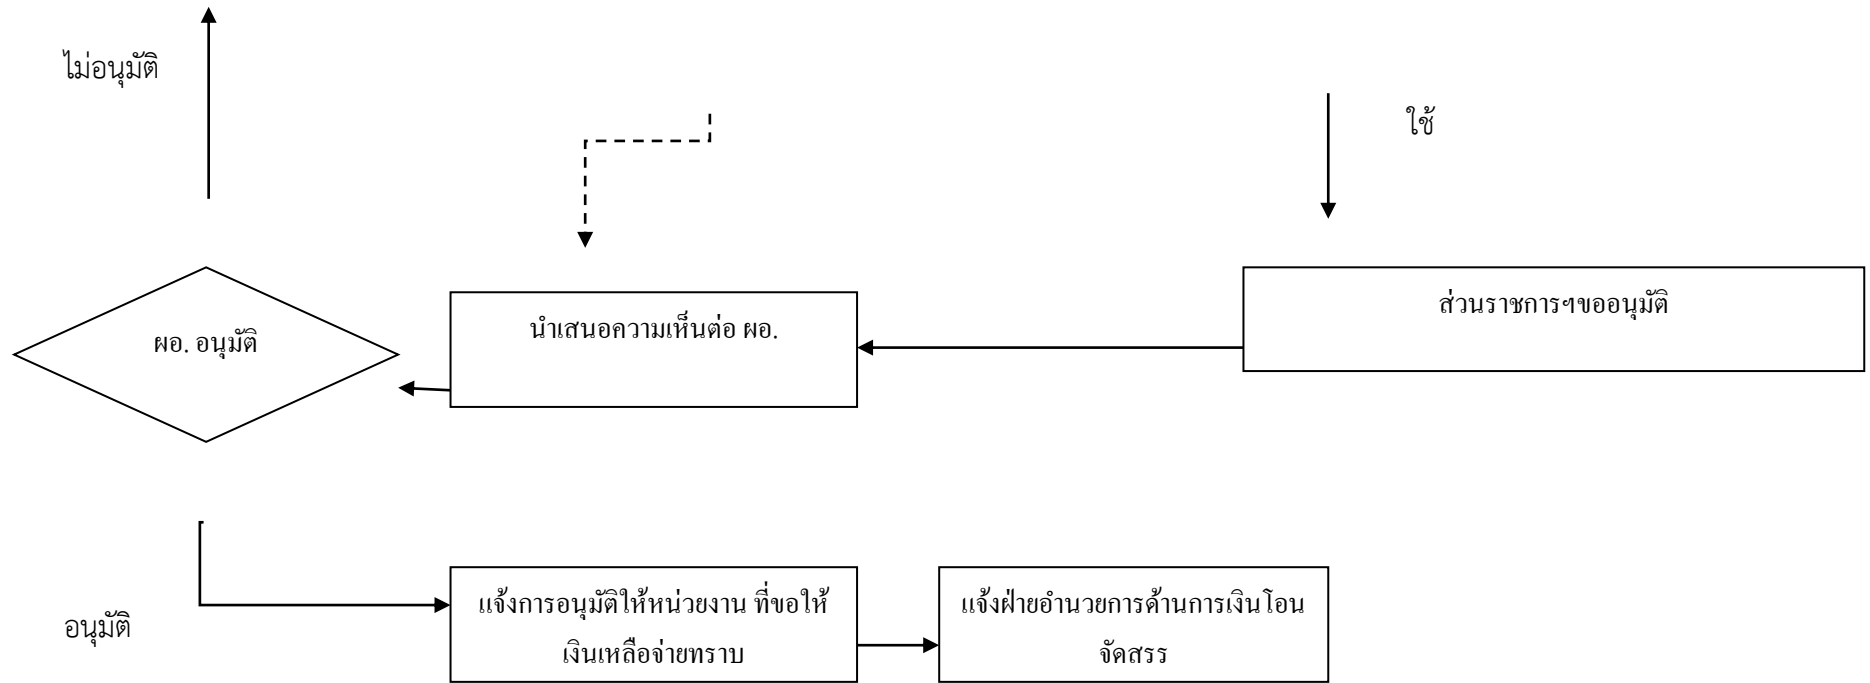 ไม่อนุมัติ
ใช้
ส่วนราชการฯขออนุมัติ
นำเสนอความเห็นต่อ ผอ.
ผอ. อนุมัติ
แจ้งการอนุมัติให้หน่วยงาน ที่ขอให้
เงินเหลือจ่ายทราบ
แจ้งฝ่ายอำนวยการด้านการเงินโอน
จัดสรร
อนุมัติ